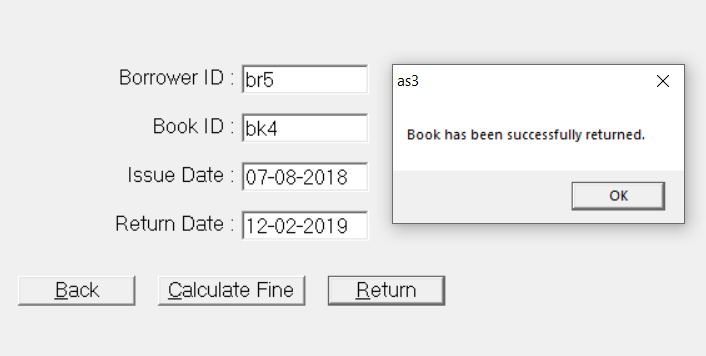 Borrower ID : br5
Book ID : bk4
Issue Date : 07-08-2018
Return Date : 12-02-2019
as3
Book has been successfully returned.
OK
Back Calculate Fine Return